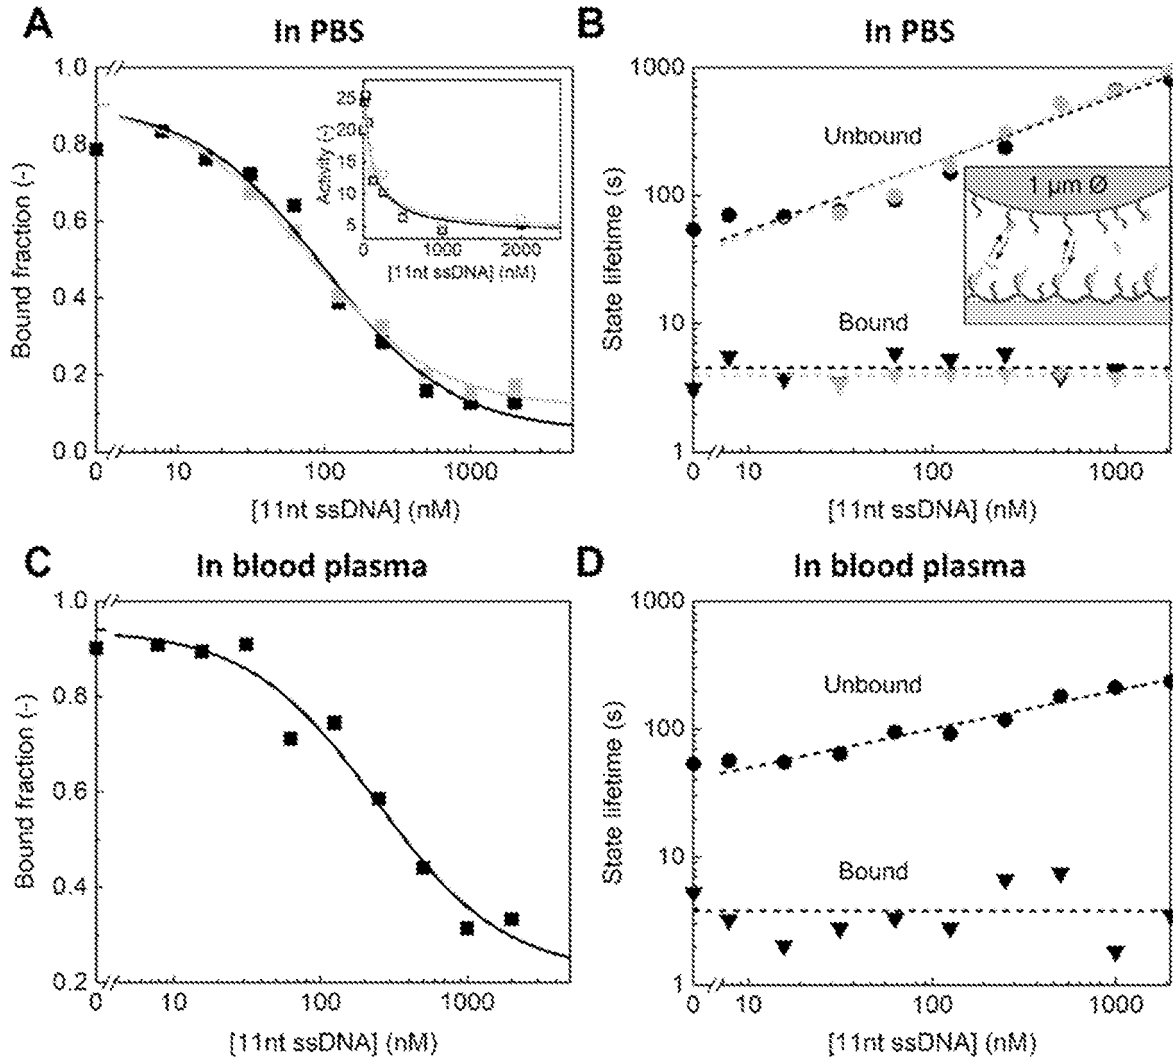 A
In PBS
1.0
0.8
0.6
0.4
0.2
0.0
Bound fraction (-)
0
10
100
1000
[11nt ssDNA] (nM)
25
20
15
10
5
Activity (-)
0
1000
2000
[11nt ssDNA] (nM)
B
In PBS
1000
100
10
1
State lifetime (s)
Unbound
Bound
1 µm Ø
0
10
100
1000
[11nt ssDNA] (nM)
C
In blood plasma
1.0
0.8
0.6
0.4
0.2
Bound fraction (-)
0
10
100
1000
[11nt ssDNA] (nM)
D
In blood plasma
1000
100
10
1
State lifetime (s)
Unbound
Bound
0
10
100
1000
[11nt ssDNA] (nM)